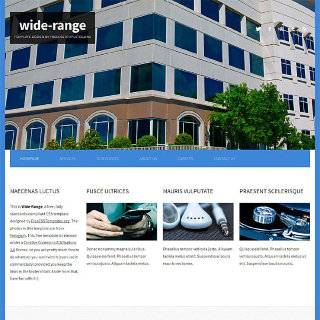 wide-range
TEMPLATE DESIGN BY FREECSSTEMPLATES.ORG
HOMEPAGE SERVICES OUR CLIENTS ABOUT US CAREERS CONTACT US
MAECENAS LUCTUS
This is Wide-Range, a free, fully
standards-compliant CSS template
designed by FreeCSSTemplates.org. The
photos in this template are from
Fotogrph. This free template is released
under a Creative Commons Attributions
3.0 license, so you are pretty much free to
do whatever you want with it (even use it
commercially) provided you keep the
links in the footer intact. Aside from that,
have fun with it :)
FUSCE ULTRICES
Donec nonummy magna quis risus.
Quisque eleifend. Phasellus tempor
vehicula justo. Aliquam lacinia metus.
MAURIS VULPUTATE
Phasellus tempor vehicula justo. Aliquam
lacinia metus ut elit. Suspendisse iaculis
mauris nec lorem.
PRAESENT SCELERISQUE
Quisque eleifend. Phasellus tempor
vehicula justo. Aliquam lacinia metus ut
elit. Suspendisse iaculis mauris.